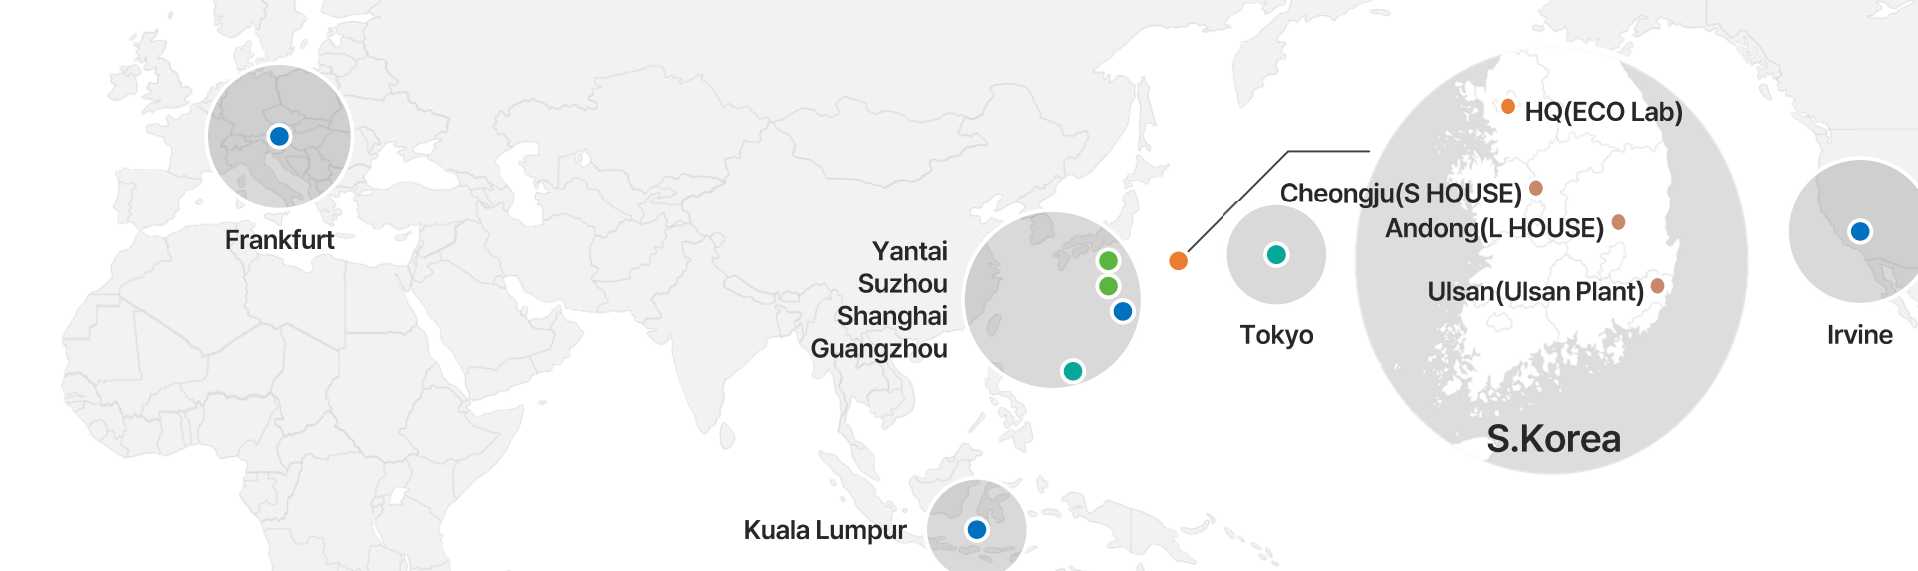 Frankfurt
Yantai
Suzhou
Shanghai
Guangzhou
Kuala Lumpur
Tokyo
HQ(ECO Lab)
Cheongju(S HOUSE)
Andong(L HOUSE)
Ulsan(Ulsan Plant)
S.Korea
Irvine